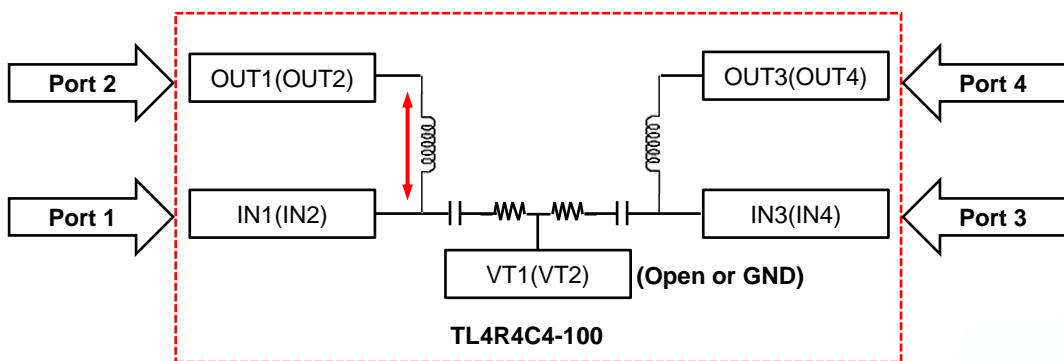 Port 2
OUT1(OUT2)
OUT3(OUT4)
Port 4
Port 1
IN1(IN2)
IN3(IN4)
Port 3
VT1(VT2)
(Open or GND)
TL4R4C4-100